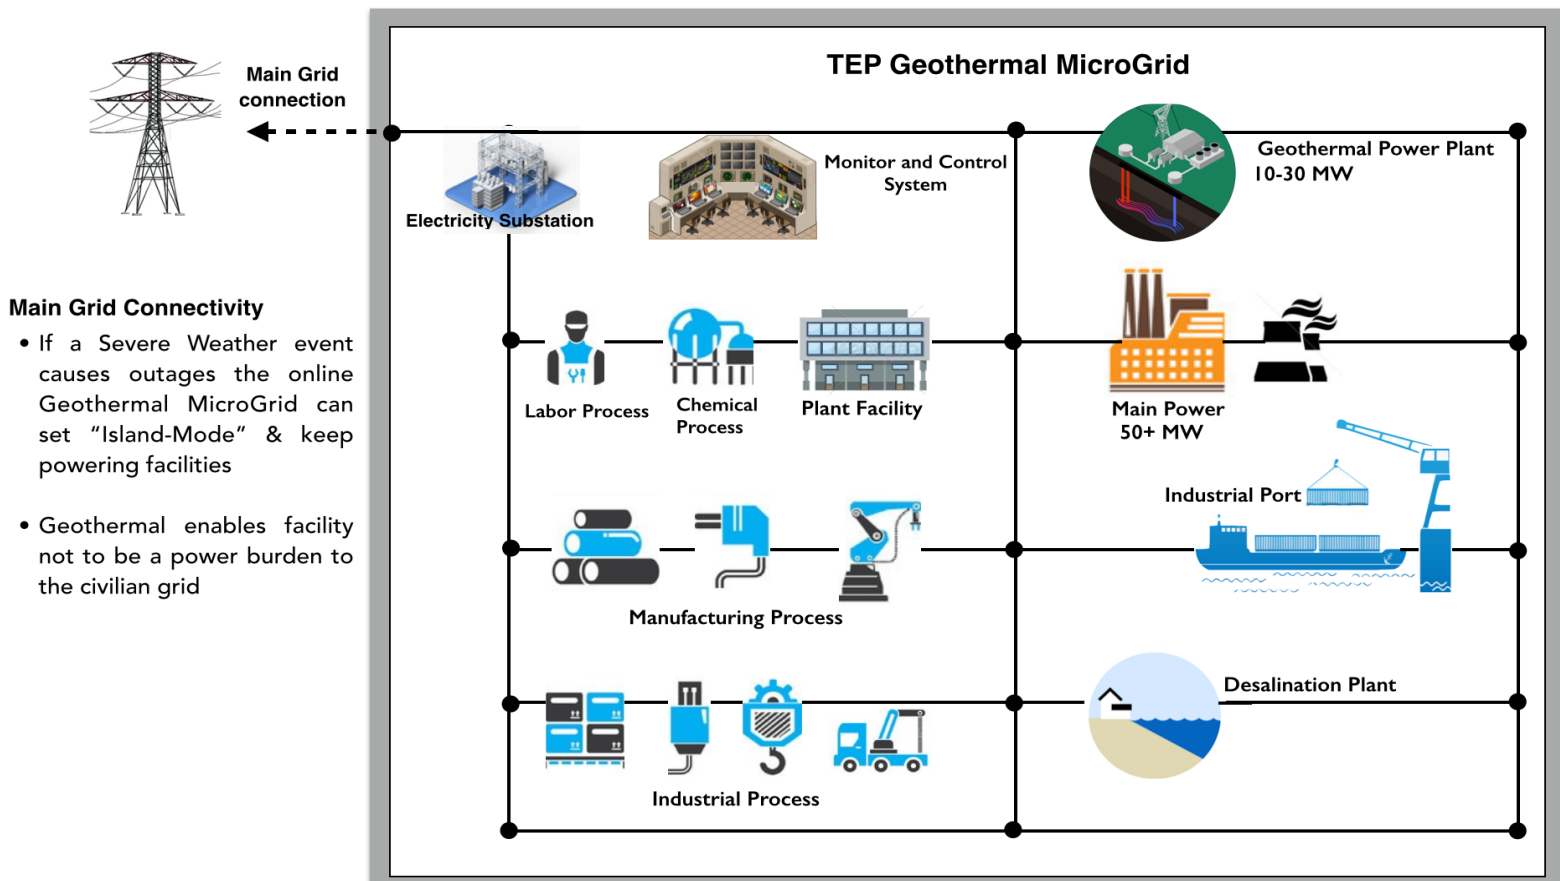 TEP Geothermal MicroGrid
Main Grid
connection
Electricity Substation
Monitor and Control
System
Geothermal Power Plant
10-30 MW
Main Grid Connectivity
• If a Severe Weather event
causes outages the online
Geothermal MicroGrid can
set “Island-Mode” & keep
powering facilities
• Geothermal enables facility
not to be a power burden to
the civilian grid
Labor Process
Chemical
Process
Plant Facility
Main Power
50+ MW
Industrial Port
Manufacturing Process
Desalination Plant
Industrial Process